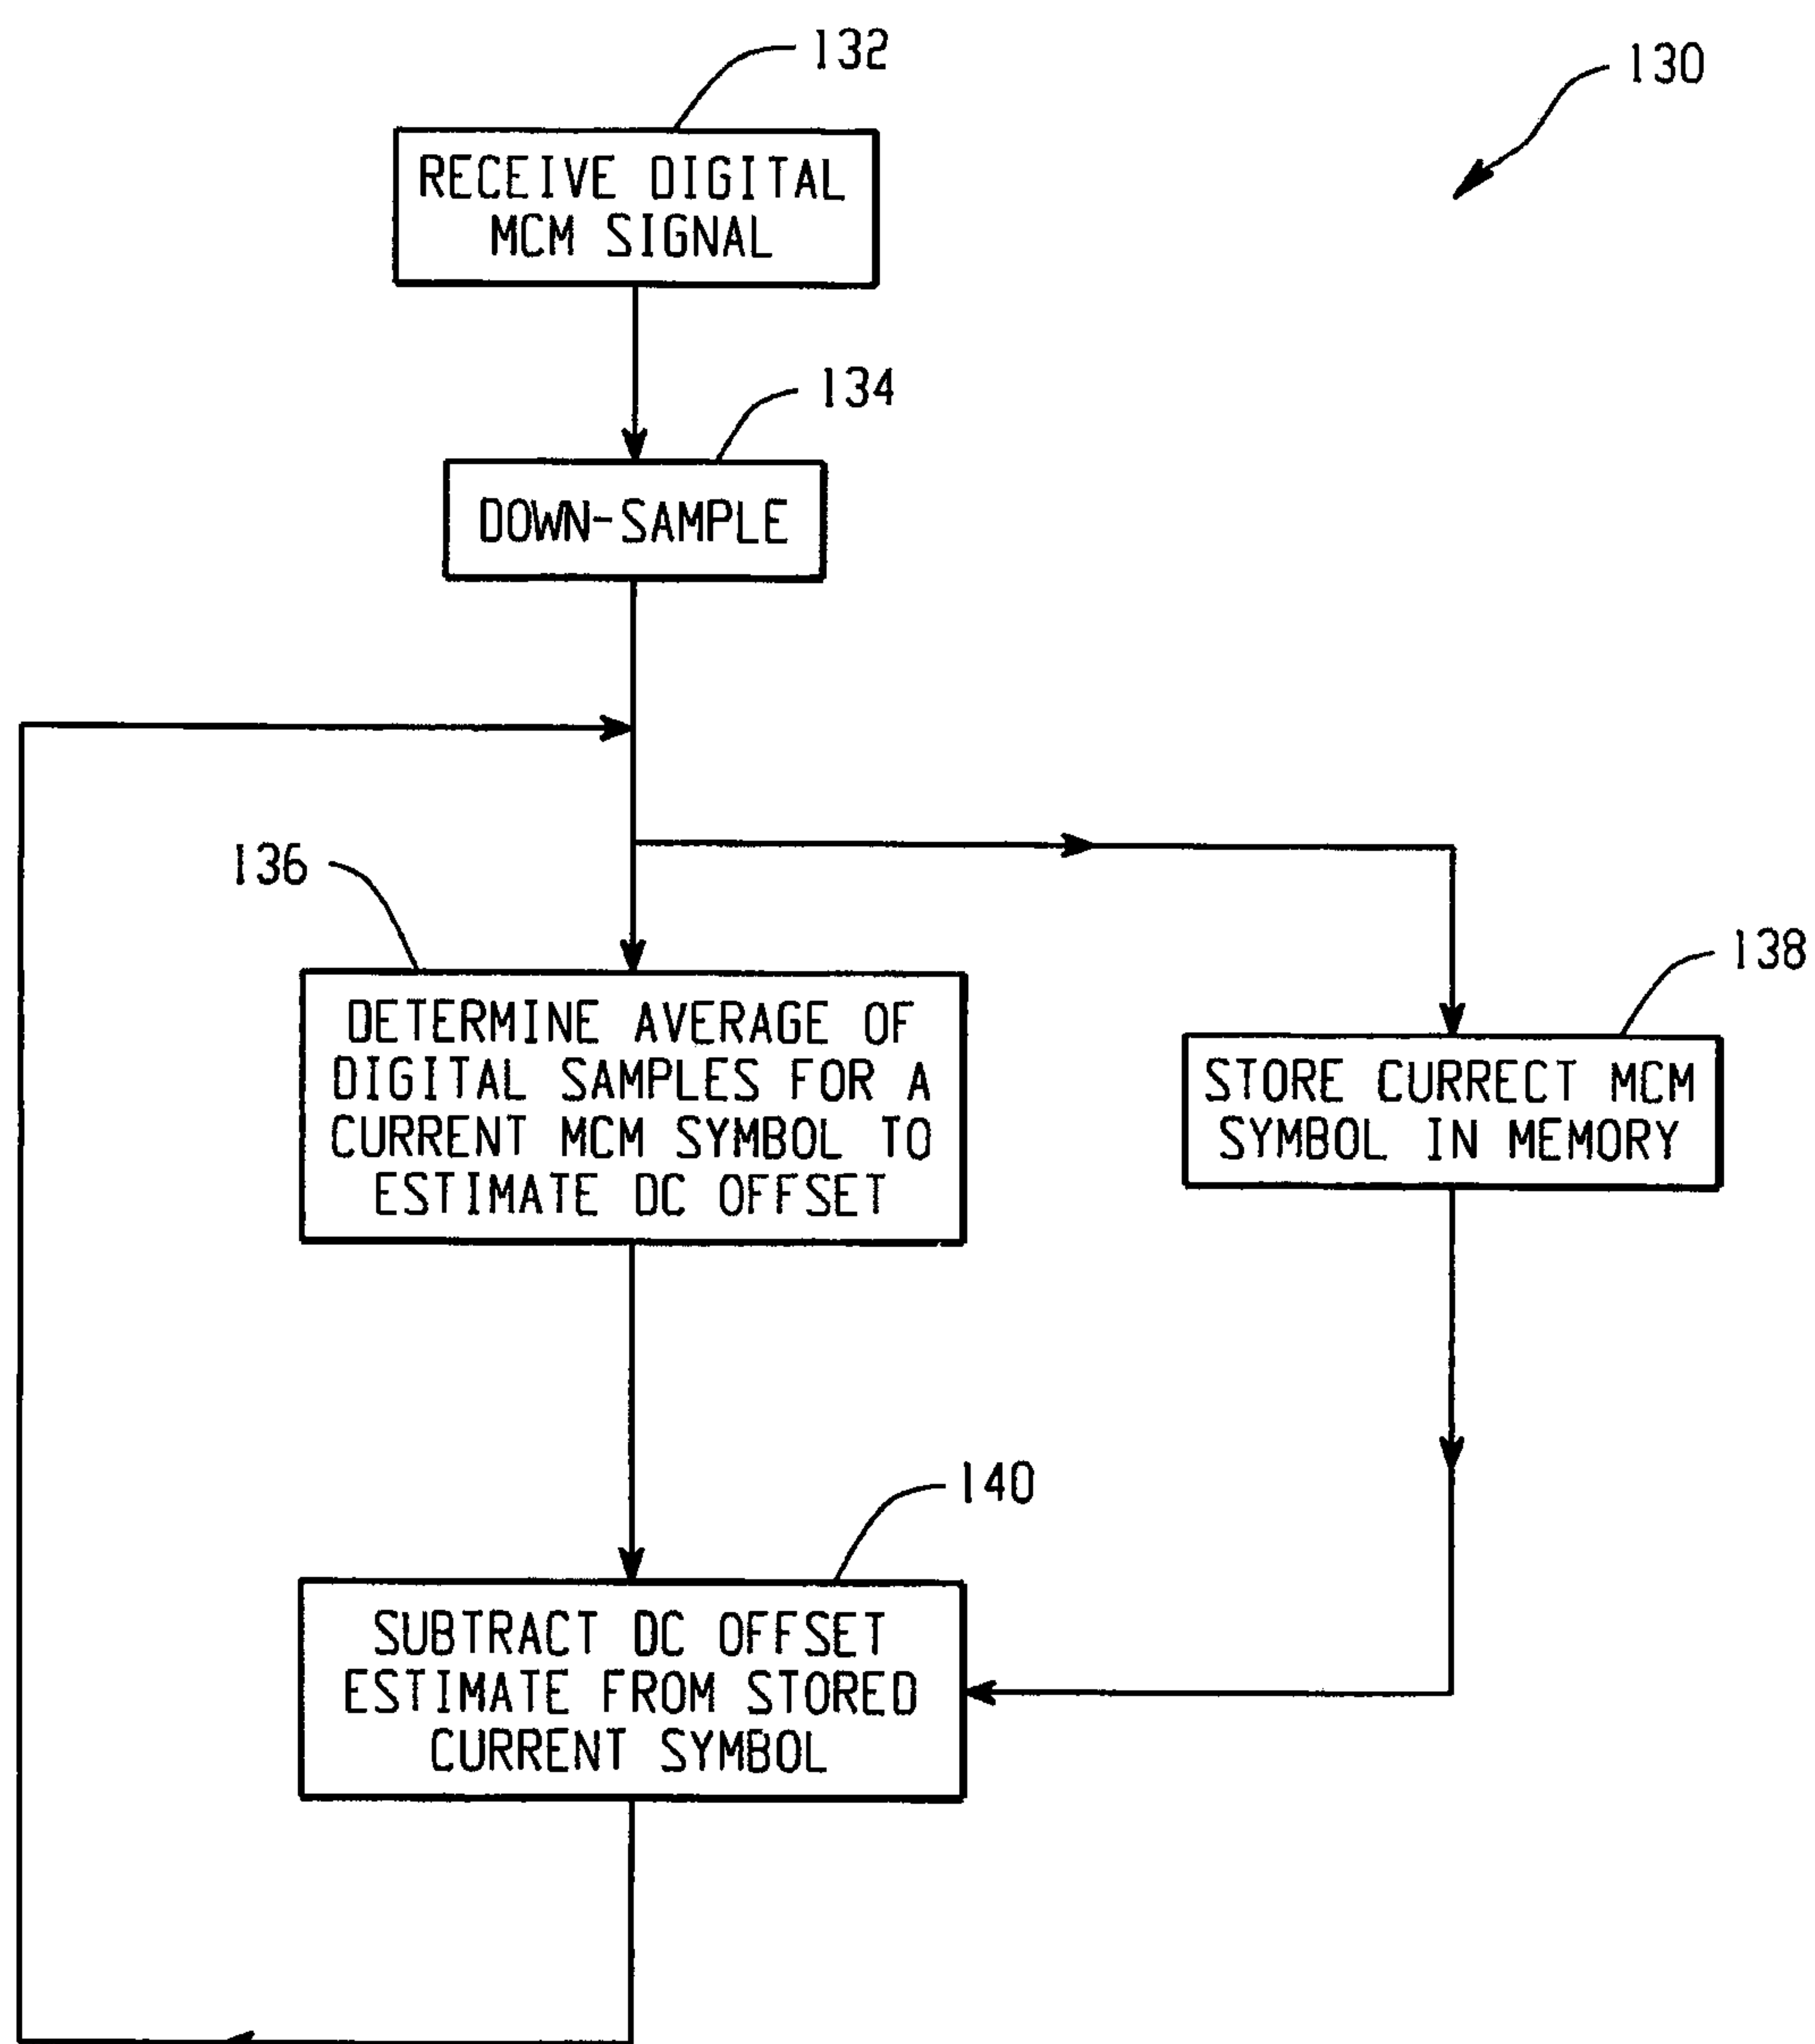 132
130
RECEIVE DIGITAL
MCM SIGNAL
134
DOWN-SAMPLE
136
DETERMINE AVERAGE OF
DIGITAL SAMPLES FOR A
CURRENT MCM SYMBOL TO
ESTIMATE DC OFFSET
138
STORE CURRECT MCM
SYMBOL IN MEMORY
140
SUBTRACT DC OFFSET
ESTIMATE FROM STORED
CURRENT SYMBOL